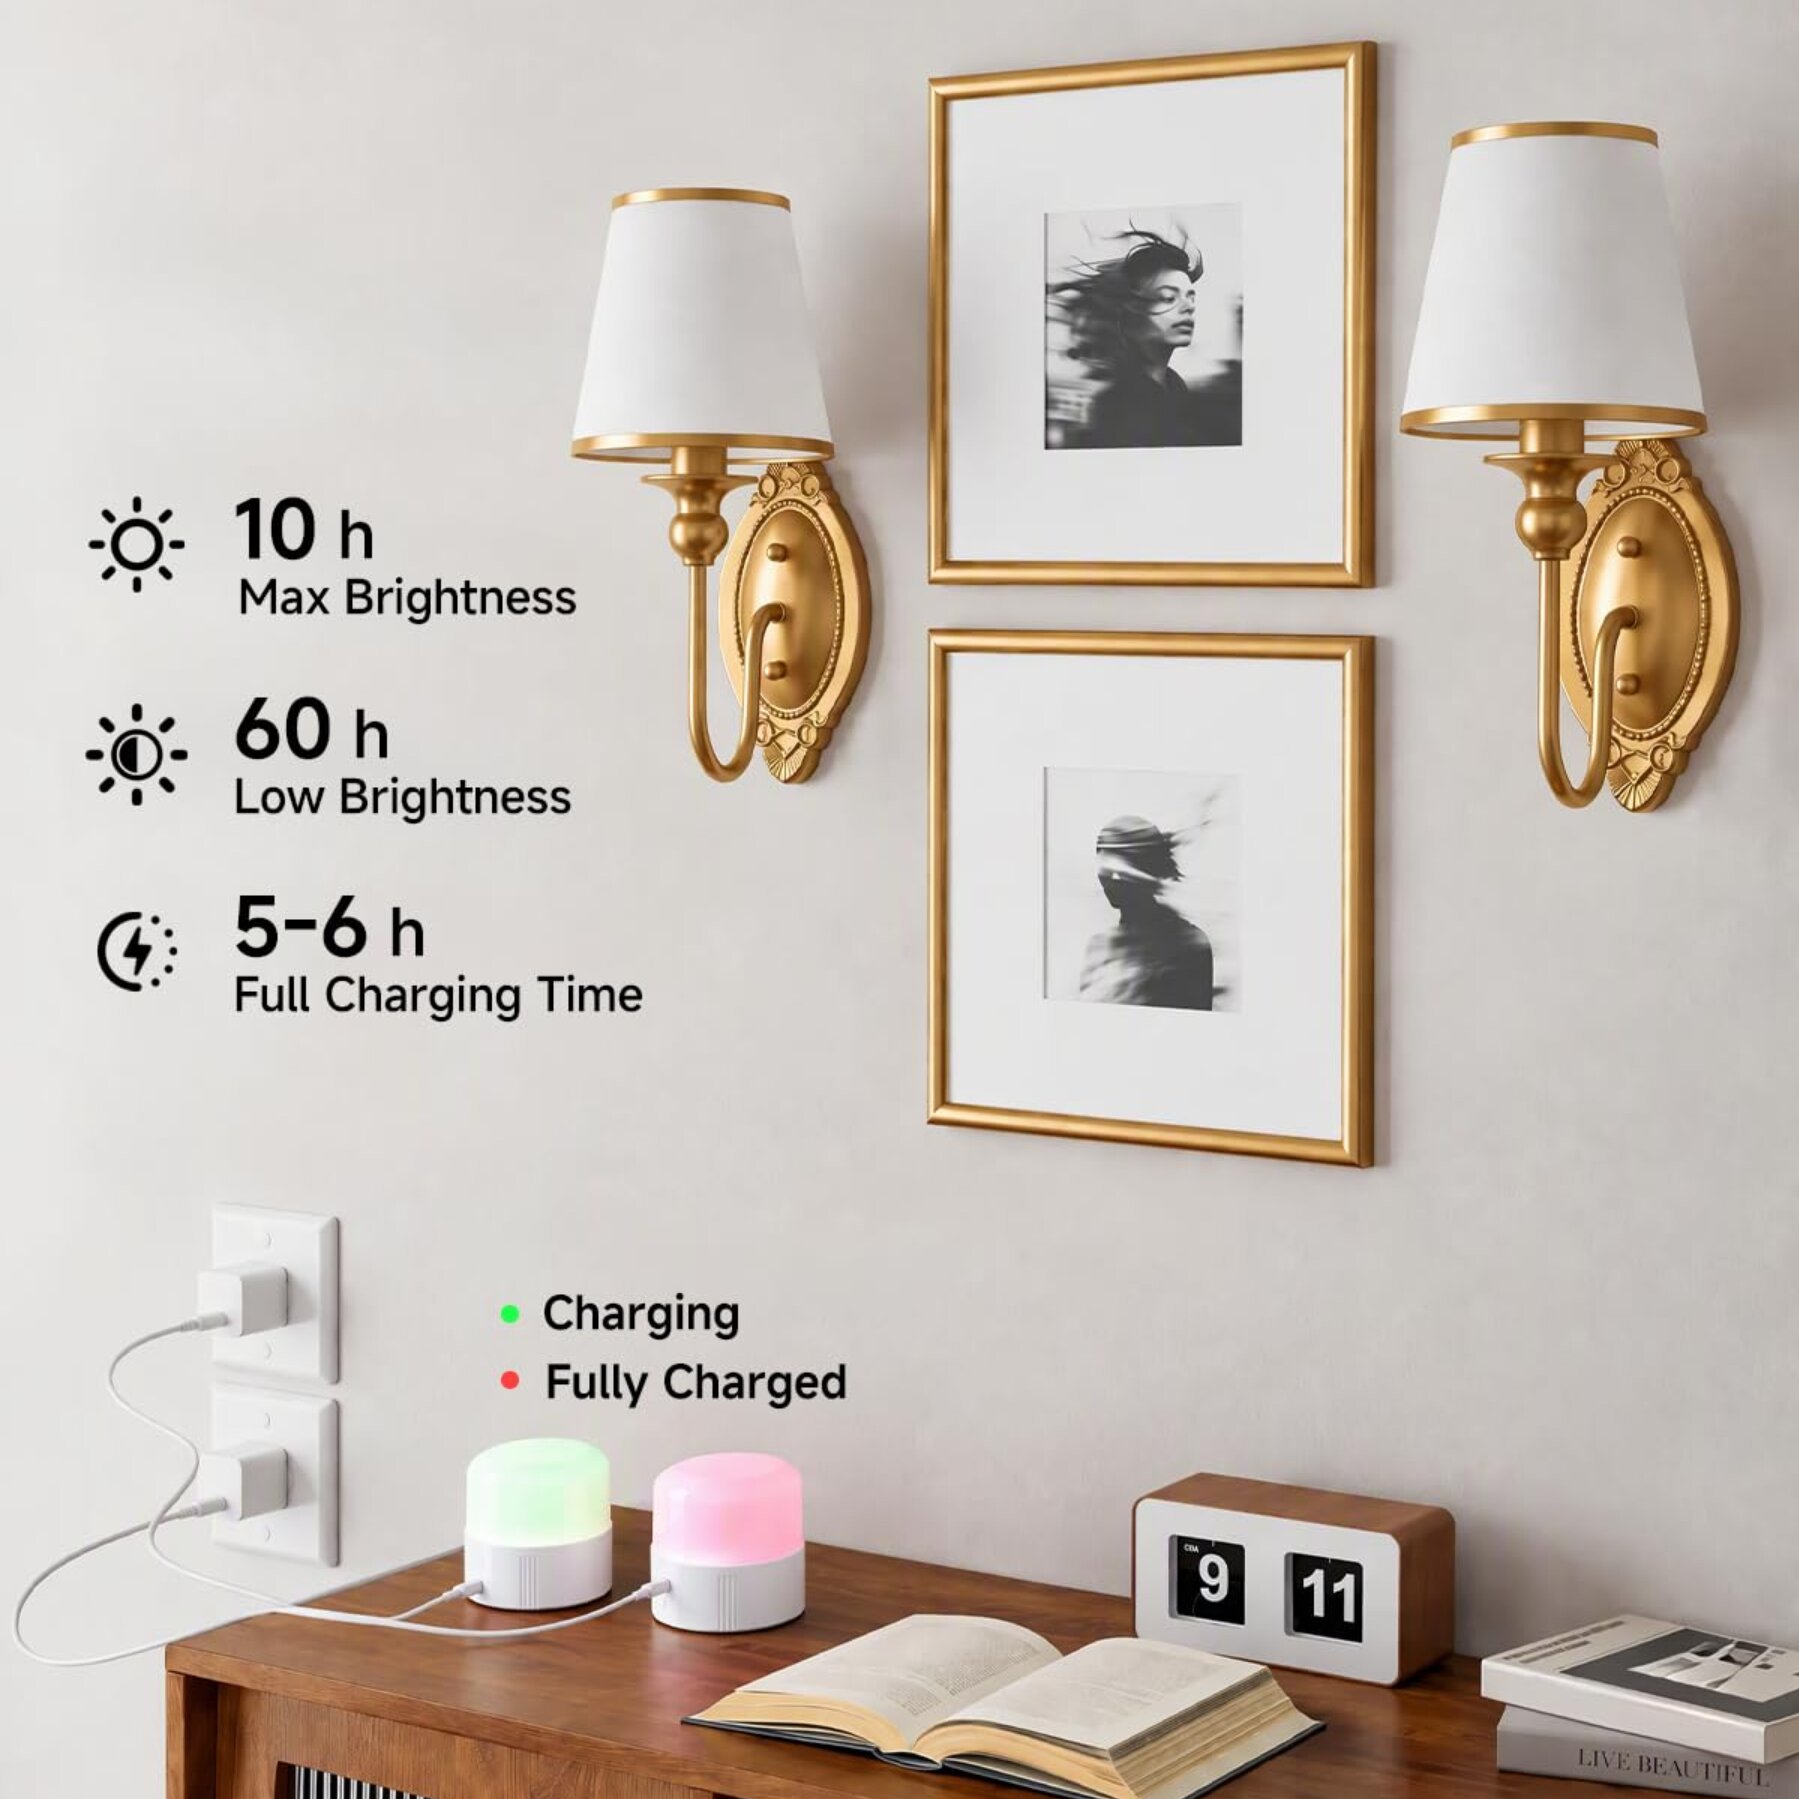 10 h
Max Brightness
60 h
Low Brightness
5-6 h
Full Charging Time
Charging
Fully Charged
9 11
LIVE BEAUTIFUL